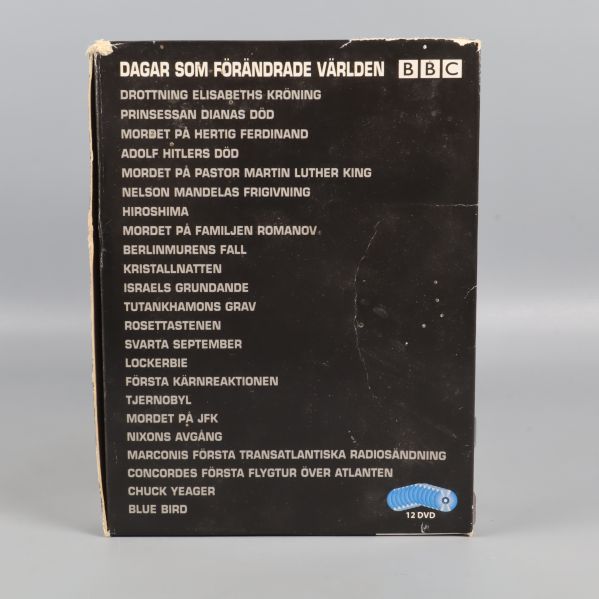 DAGAR SOM FÖRÄNDRADE VÄRLDEN BBC
DROTTNING ELISABETHS KRÖNING
PRINSESSAN DIANAS DÖD
MORDET PÅ HERTIG FERDINAND
ADOLF HITLERS DÖD
MORDET PÅ PASTOR MARTIN LUTHER KING
NELSON MANDELAS FRIGIVNING
HIROSHIMA
MORDET PÅ FAMILJEN ROMANOV
BERLINMURENS FALL
KRISTALLNATTEN
ISRAELS GRUNDANDE
TUTANKHAMONS GRAV
ROSETTASTENEN
SVARTA SEPTEMBER
LOCKERBIE
FÖRSTA KÄRNREAKTIONEN
TJERNOBYL
MORDET PÅ JFK
NIXONS AVGÅNG
MARCONIS FÖRSTA TRANSATLANTISKA RADIOSÄNDNING
CONCORDES FÖRSTA FLYGTUR ÖVER ATLANTEN
CHUCK YEAGER
BLUE BIRD
12 DVD